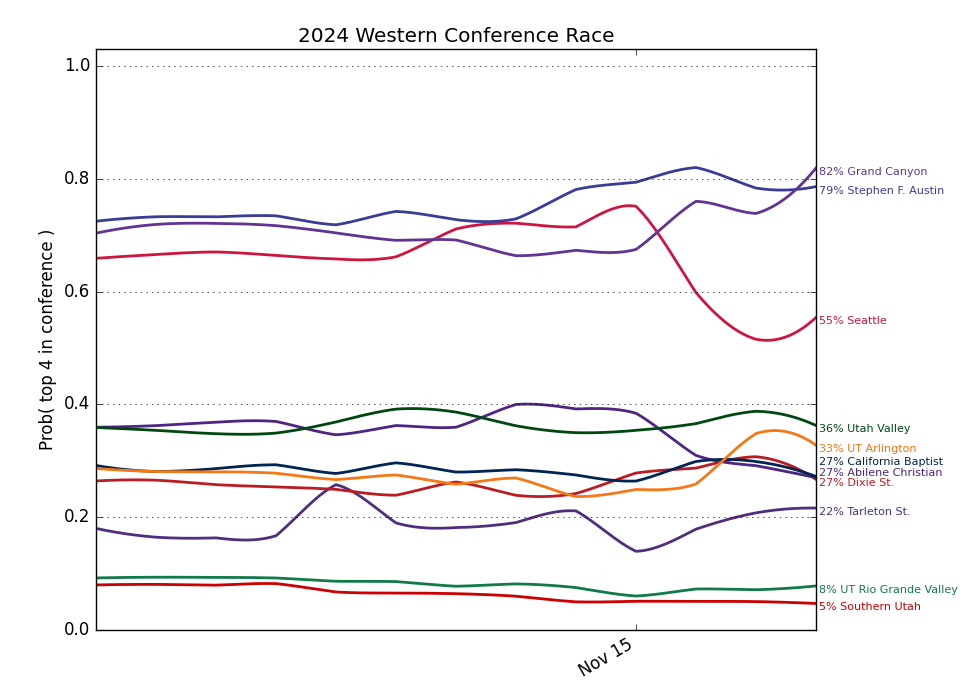 2024 Western Conference Race
Prob( top 4 in conference )
1.0
0.8
0.6
0.4
0.2
0.0
Nov 15
82% Grand Canyon
79% Stephen F. Austin
55% Seattle
36% Utah Valley
33% UT Arlington
27% California Baptist
27% Abilene Christian
27% Dixie St.
22% Tarleton St.
8% UT Rio Grande Valley
5% Southern Utah